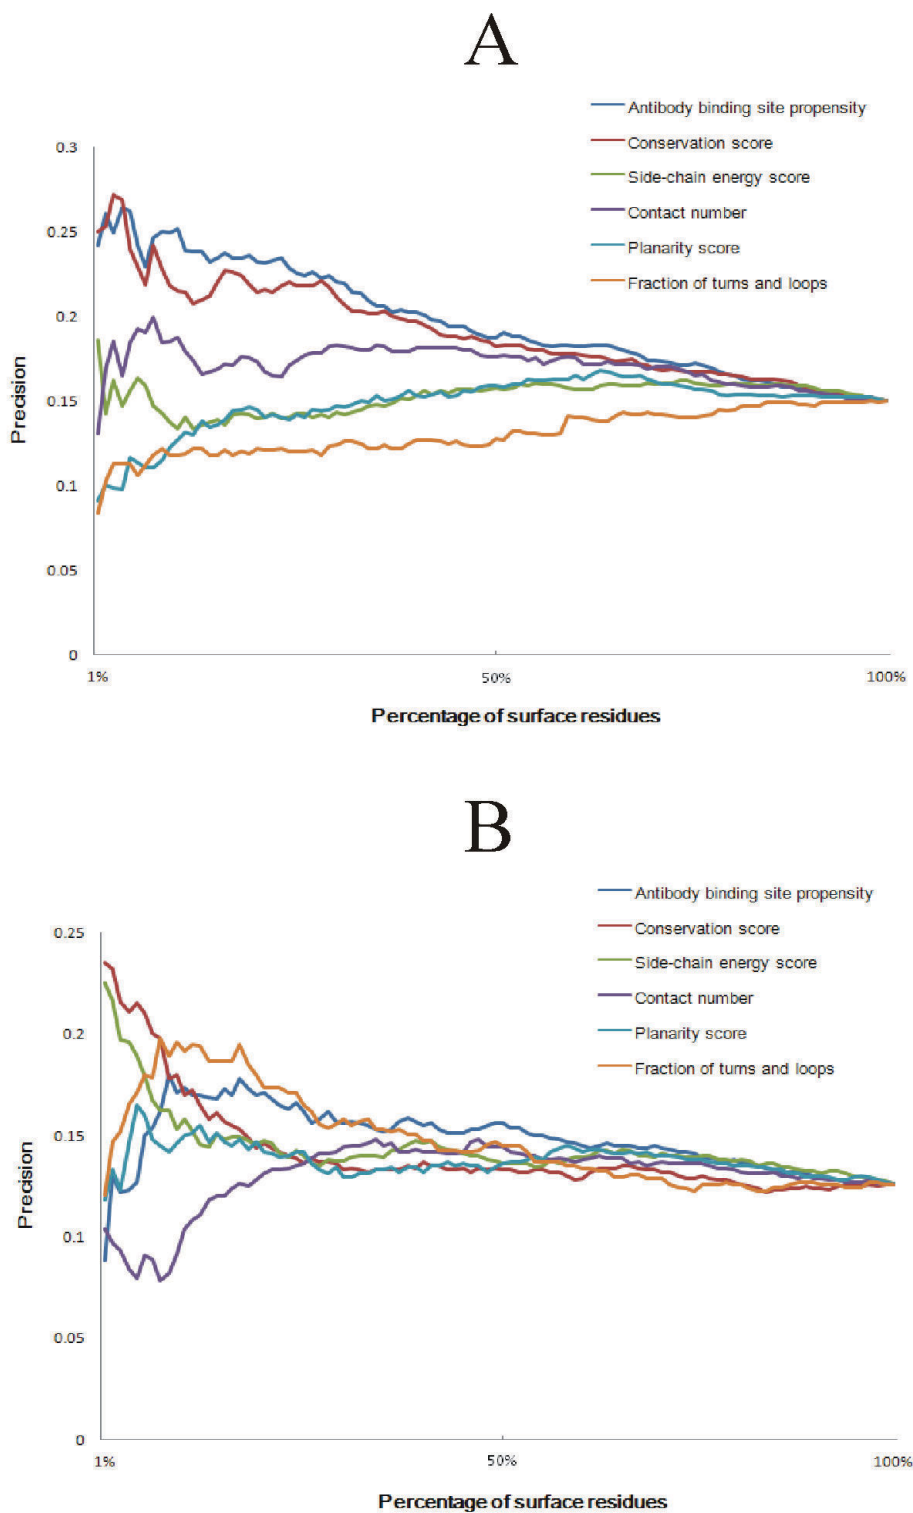 A
Antibody binding site propensity
Conservation score
Side-chain energy score
Contact number
Planarity score
Fraction of turns and loops
0.3
0.25
0.2
0.15
0.1
0.05
0
Precision
1%
50%
100%
Percentage of surface residues
B
Antibody binding site propensity
Conservation score
Side-chain energy score
Contact number
Planarity score
Fraction of turns and loops
0.25
0.2
0.15
0.1
0.05
0
Precision
1%
50%
100%
Percentage of surface residues